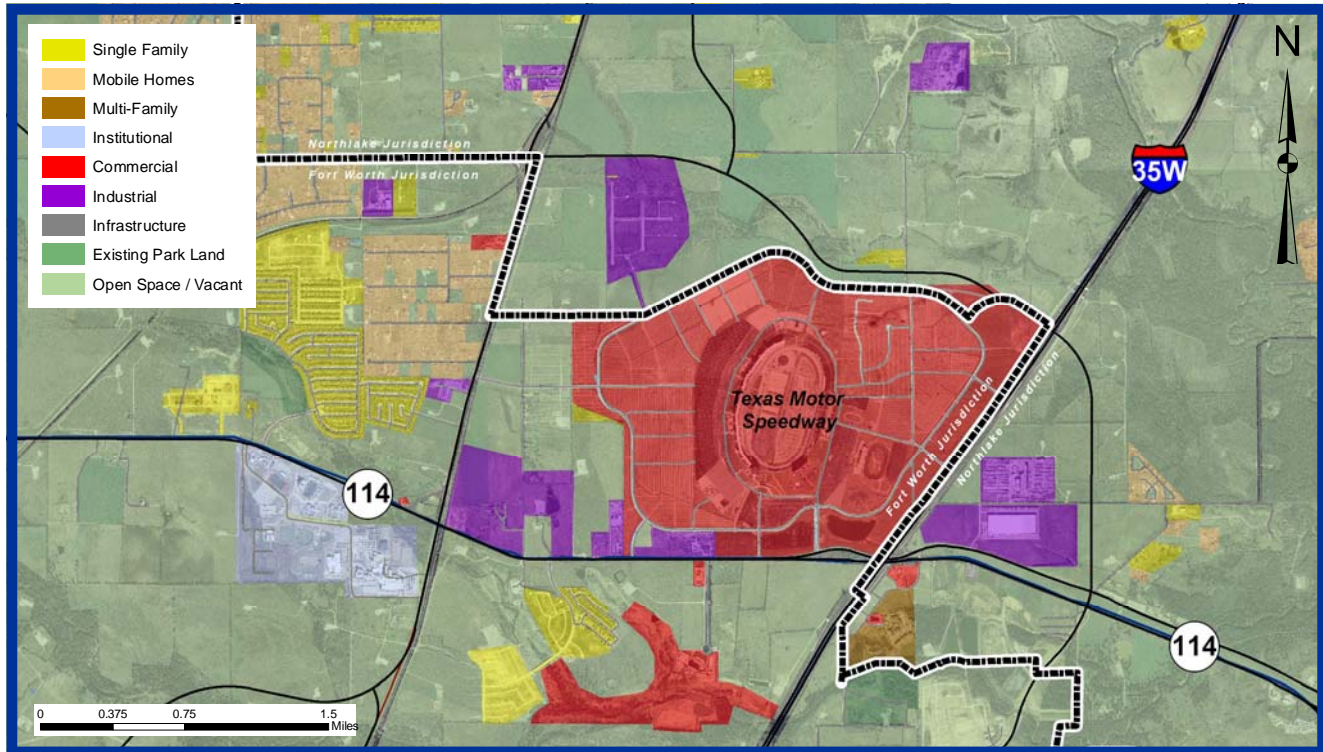 Single Family
Mobile Homes
Multi-Family
Institutional
Commercial
Industrial
Infrastructure
Existing Park Land
Open Space / Vacant
N
35W
Northlake Jurisdiction
Fort Worth Jurisdiction
Texas Motor
Speedway
Fort Worth Jurisdiction
Northlake Jurisdiction
114
114
0 0.375 0.75 1.5
Miles